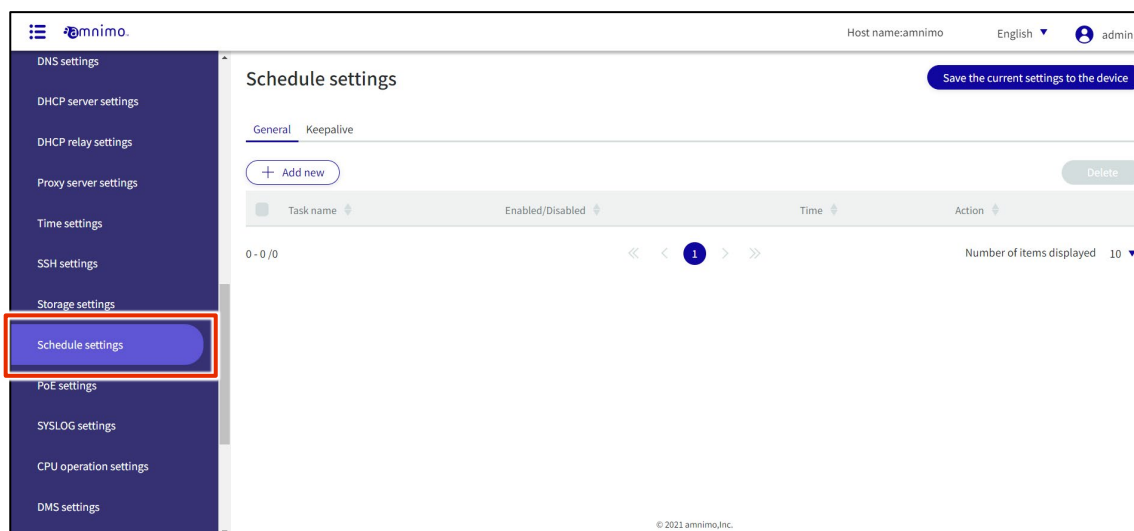 amnimo.
Host name:amnimo
English
admin
DNS settings
DHCP server settings
DHCP relay settings
Proxy server settings
Time settings
SSH settings
Storage settings
Schedule settings
PoE settings
SYSLOG settings
CPU operation settings
DMS settings
Schedule settings
Save the current settings to the device
General Keepalive
+ Add new
Delete
Task name Enabled/Disabled Time Action
0 - 0 /0
« < 1 > »
Number of items displayed 10
© 2021 amnimo,Inc.